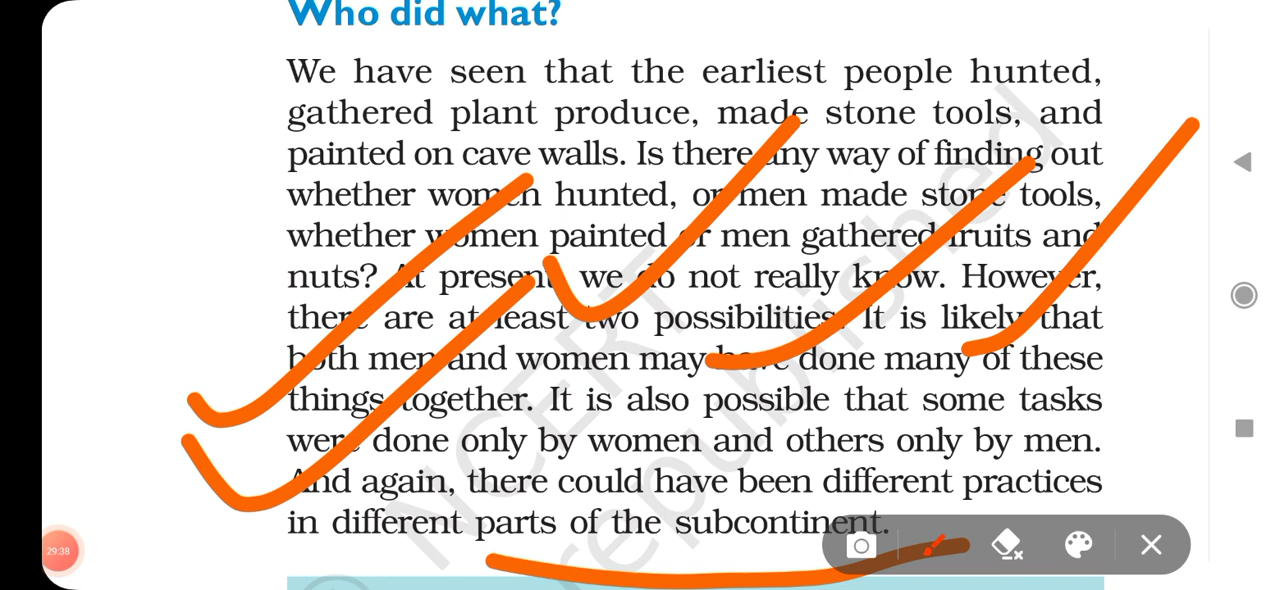 Who did what?
We have seen that the earliest people hunted,
gathered plant produce, made stone tools, and
painted on cave walls. Is there any way of finding out
whether women hunted, or men made stone tools,
whether women painted or men gathered fruits and
nuts? At present, we do not really know. However,
there are at least two possibilities. It is likely that
both men and women may have done many of these
things together. It is also possible that some tasks
were done only by women and others only by men.
And again, there could have been different practices
in different parts of the subcontinent.
29:38
NCERT
republished